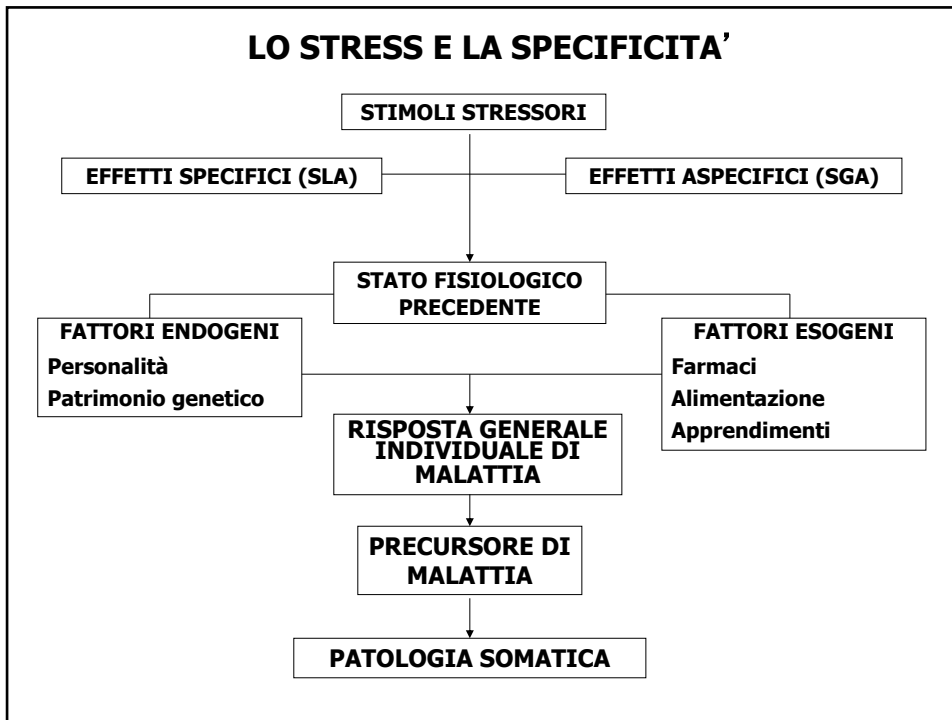 LO STRESS E LA SPECIFICITA’
STIMOLI STRESSORI
EFFETTI SPECIFICI (SLA)
EFFETTI ASPECIFICI (SGA)
STATO FISIOLOGICO
PRECEDENTE
FATTORI ENDOGENI
Personalità
Patrimonio genetico
FATTORI ESOGENI
Farmaci
Alimentazione
Apprendimenti
RISPOSTA GENERALE
INDIVIDUALE DI
MALATTIA
PRECURSORE DI
MALATTIA
PATOLOGIA SOMATICA